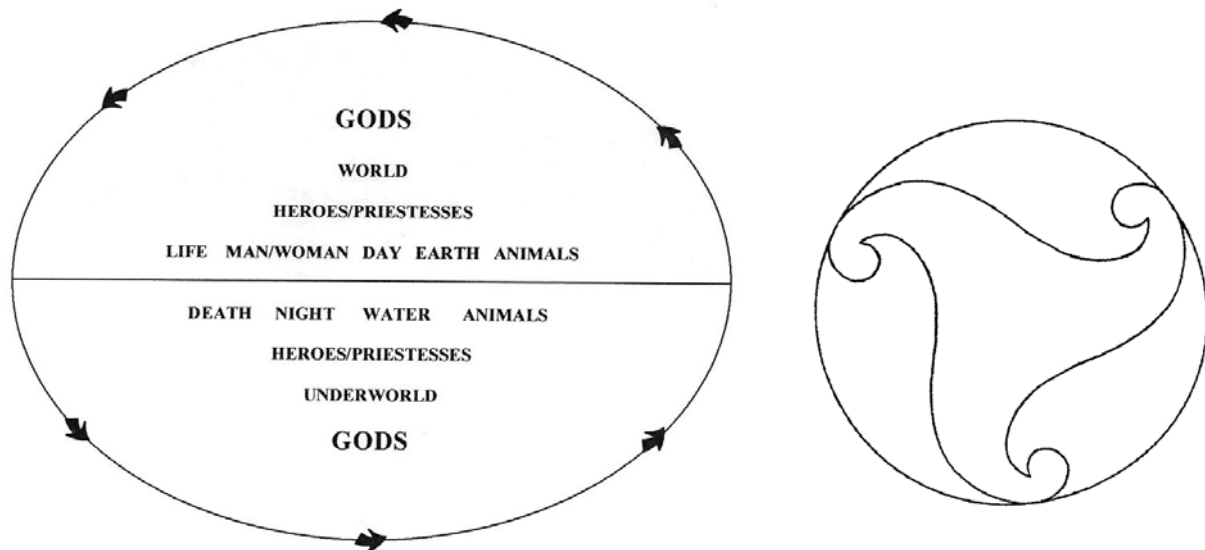 GODS
WORLD
HEROES/PRIESTESSES
LIFE MAN/WOMAN DAY EARTH ANIMALS
DEATH NIGHT WATER ANIMALS
HEROES/PRIESTESSES
UNDERWORLD
GODS